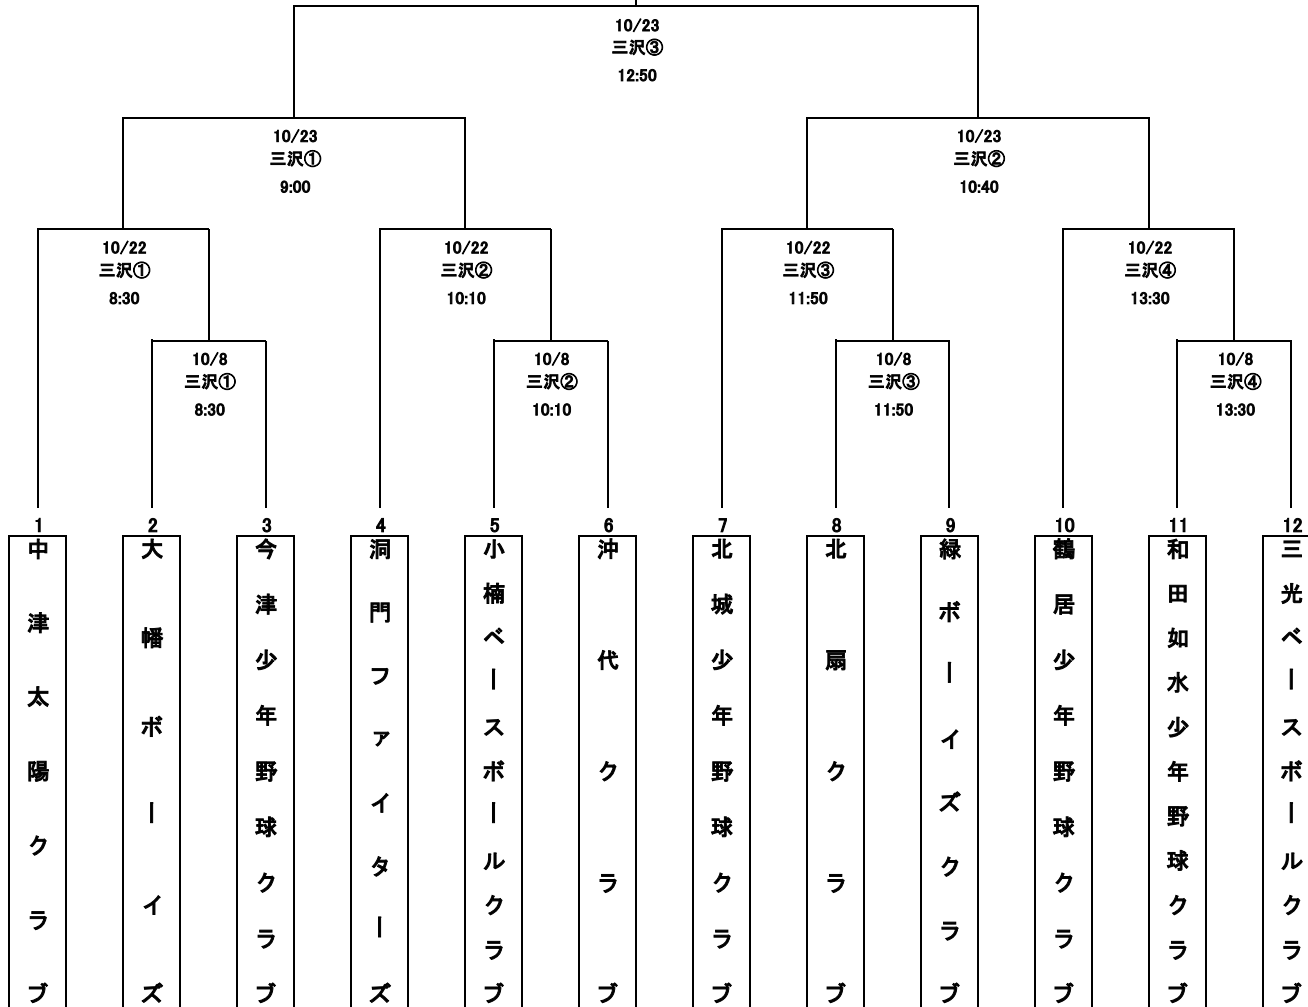 10/23
三沢③
12:50
10/23
三沢①
9:00
10/23
三沢②
10:40
10/22
三沢①
8:30
10/22
三沢②
10:10
10/22
三沢③
11:50
10/22
三沢④
13:30
10/8
三沢①
8:30
10/8
三沢②
10:10
10/8
三沢③
11:50
10/8
三沢④
13:30
1
中津太陽クラブ
2
大幡ボーイズ
3
今津少年野球クラブ
4
洞門ファイターズ
5
小楠ベースボールクラブ
6
沖代クラブ
7
北城少年野球クラブ
8
北扇クラブ
9
緑ボーイズクラブ
10
鶴居少年野球クラブ
11
和田如水少年野球クラブ
12
三光ベースボールクラブ